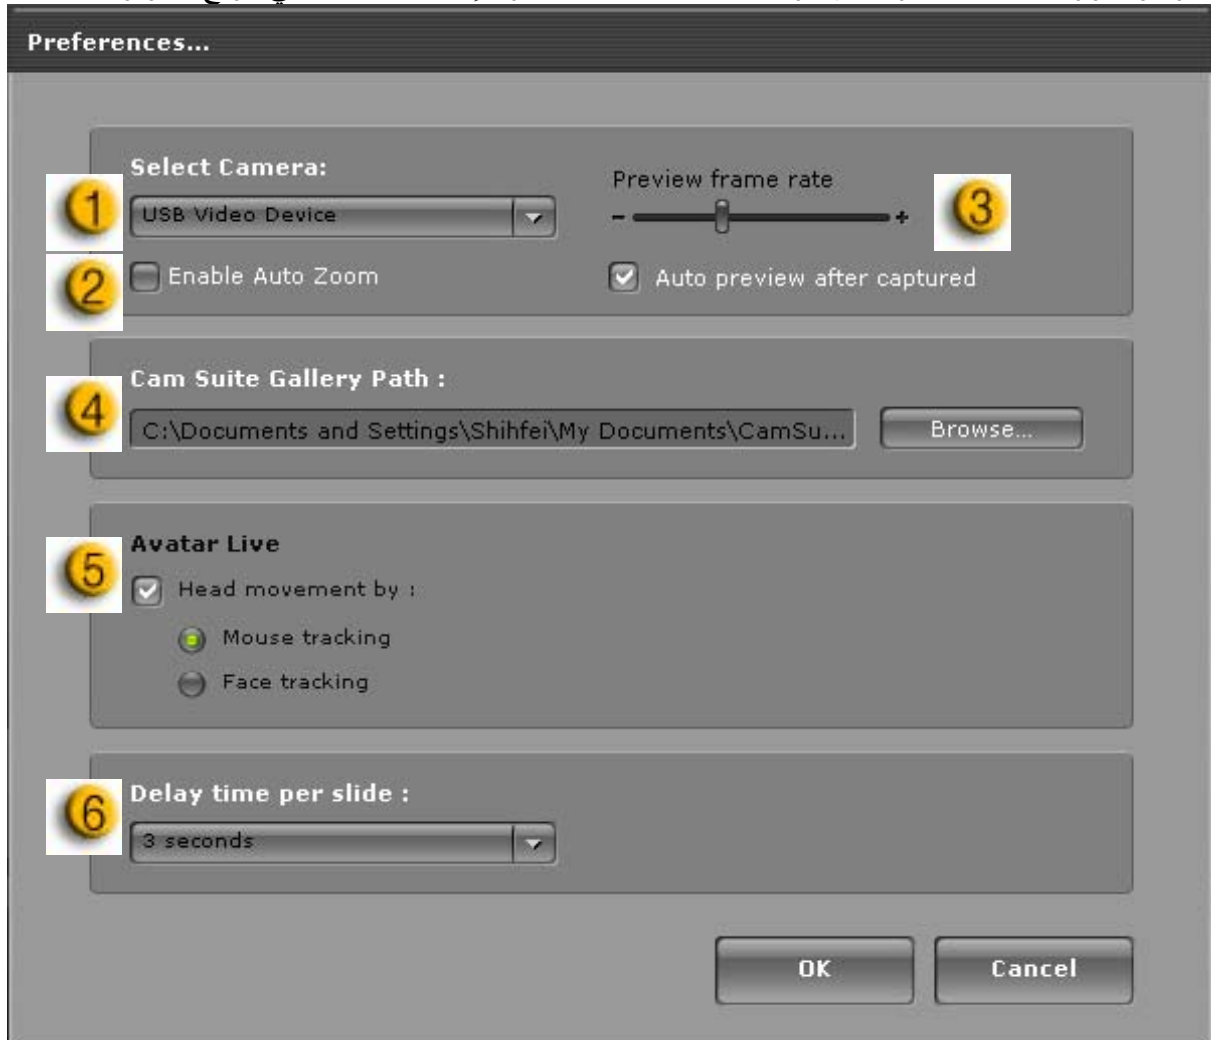 Preferences...
Select Camera:
Preview frame rate
1
USB Video Device
- +
3
2
Enable Auto Zoom
Auto preview after captured
Cam Suite Gallery Path :
4
C:\Documents and Settings\Shihfei\My Documents\CamSu...
Browse...
Avatar Live
5
Head movement by :
Mouse tracking
Face tracking
Delay time per slide :
6
3 seconds
OK
Cancel